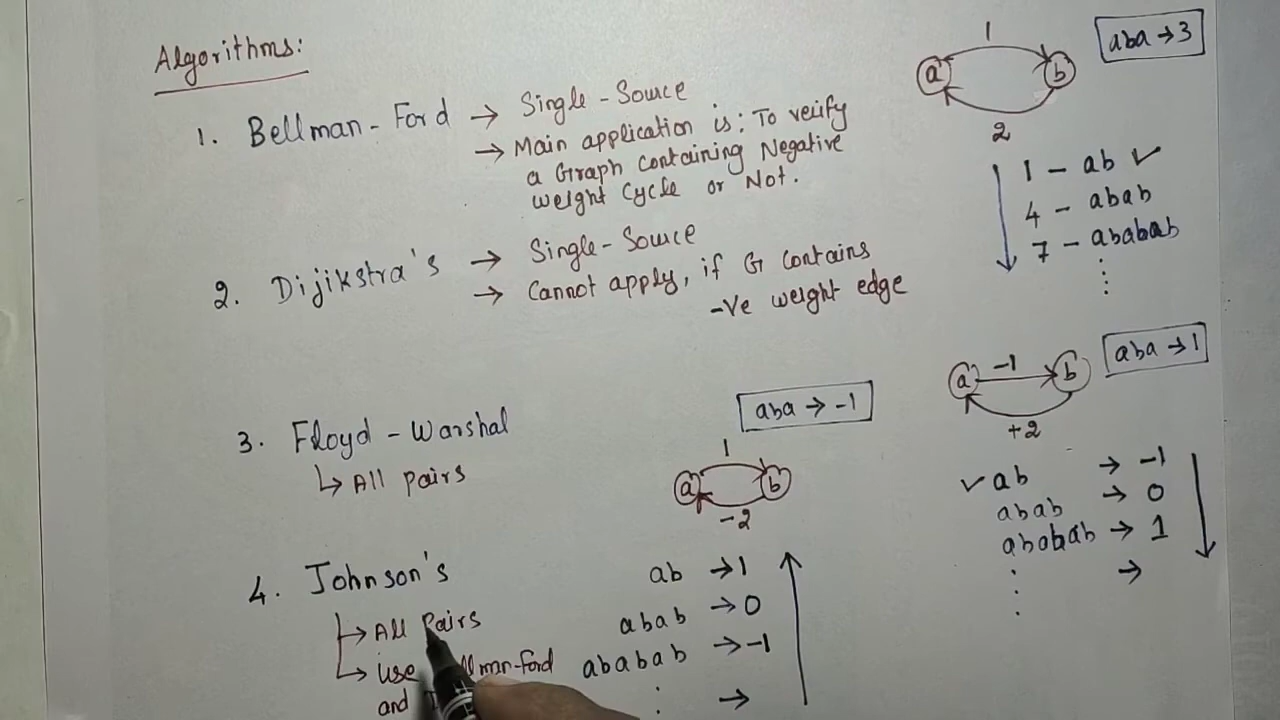 Algorithms:
1. Bellman-Ford → Single-Source
→ Main application is: To verify
a Graph containing Negative
weight cycle or Not.
2. Dijikstra's → Single-Source
→ Cannot apply, if G contains
-Ve weight edge
3. Floyd-Warshal
↳ All pairs
4. Johnson's
→ All Pairs
→ Use
and
aba → 3
1
a b
2
1 - ab ✓
4 - abab
7 - ababab
aba → 1
-1
a b
+2
✓ ab → -1
abab → 0
ababab → 1
→
aba → -1
1
a b
-2
ab → 1
abab → 0
ababab → -1
→